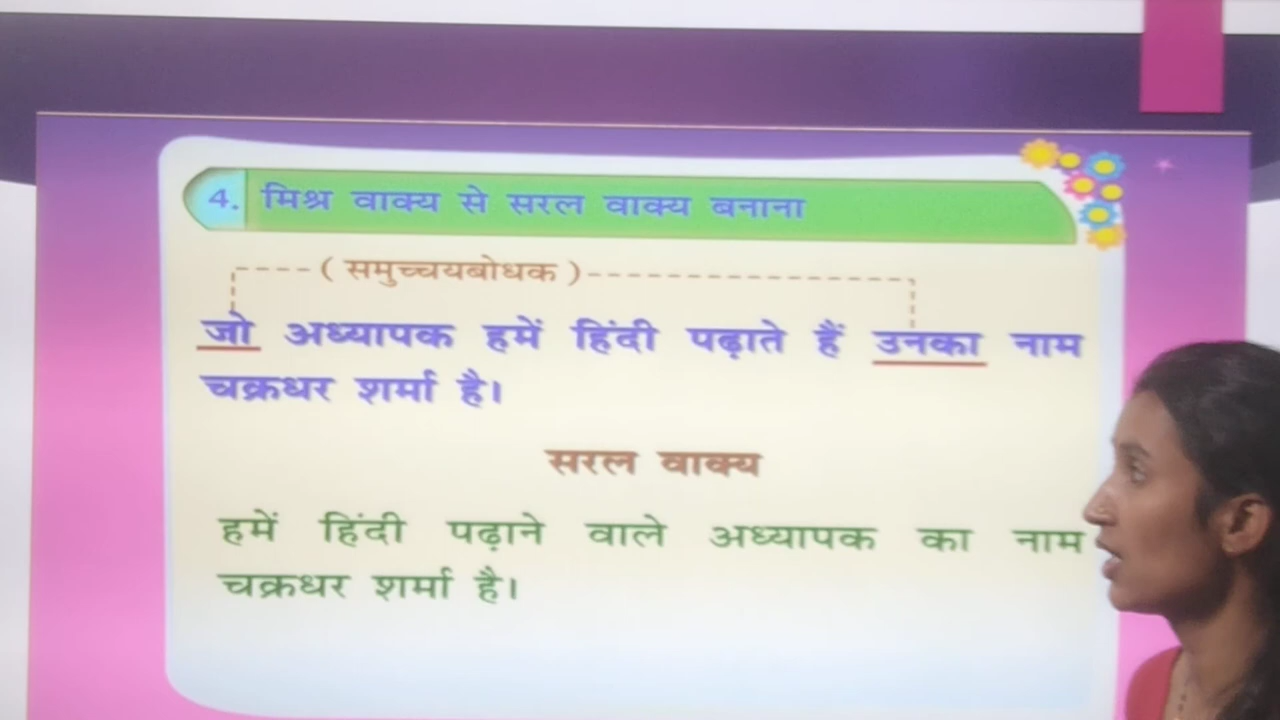 4. मिश्र वाक्य से सरल वाक्य बनाना
( समुच्चयबोधक )
जो अध्यापक हमें हिंदी पढ़ाते हैं उनका नाम
चक्रधर शर्मा है।
सरल वाक्य
हमें हिंदी पढ़ाने वाले अध्यापक का नाम
चक्रधर शर्मा है।